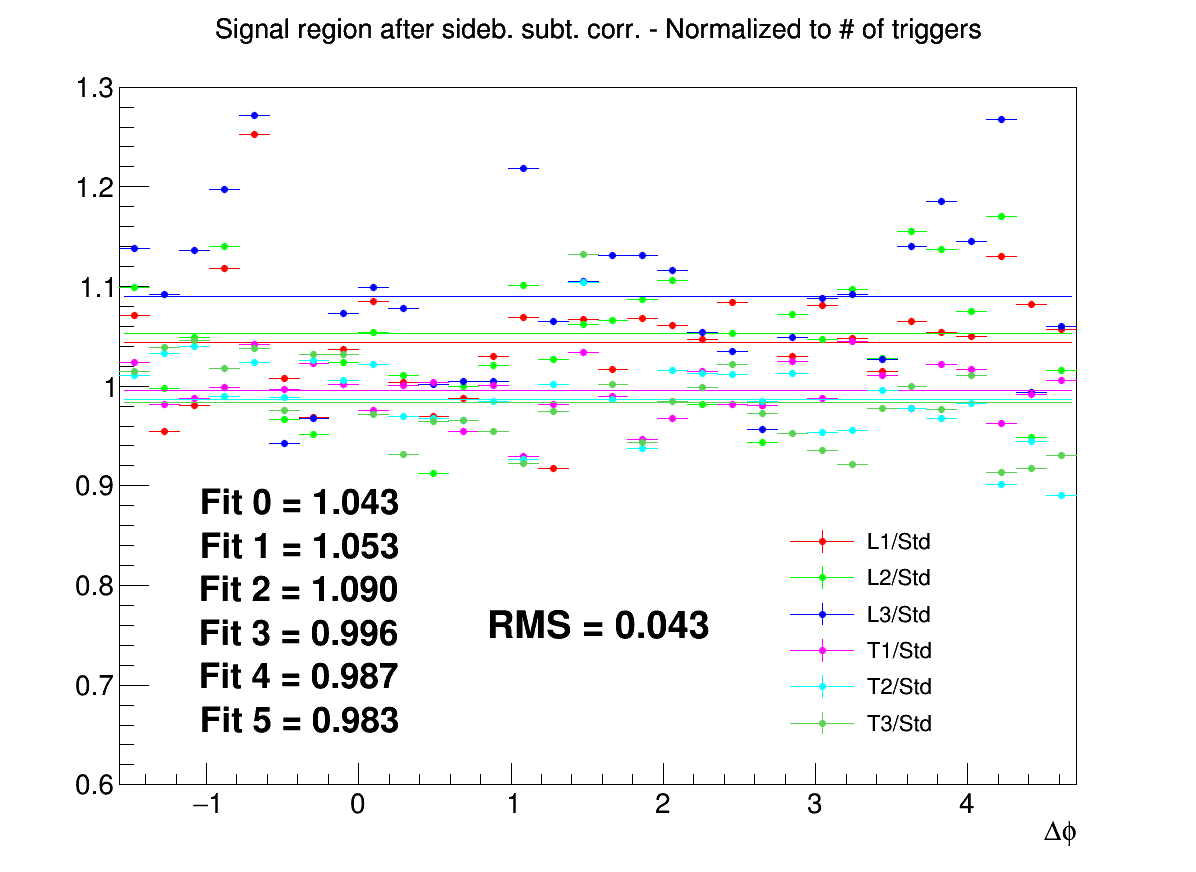 Signal region after sideb. subt. corr. - Normalized to # of triggers
1.3
1.2
1.1
1
0.9
0.8
0.7
0.6
Fit 0 = 1.043
Fit 1 = 1.053
Fit 2 = 1.090
Fit 3 = 0.996
Fit 4 = 0.987
Fit 5 = 0.983
RMS = 0.043
L1/Std
L2/Std
L3/Std
T1/Std
T2/Std
T3/Std
−1 0 1 2 3 4
Δϕ